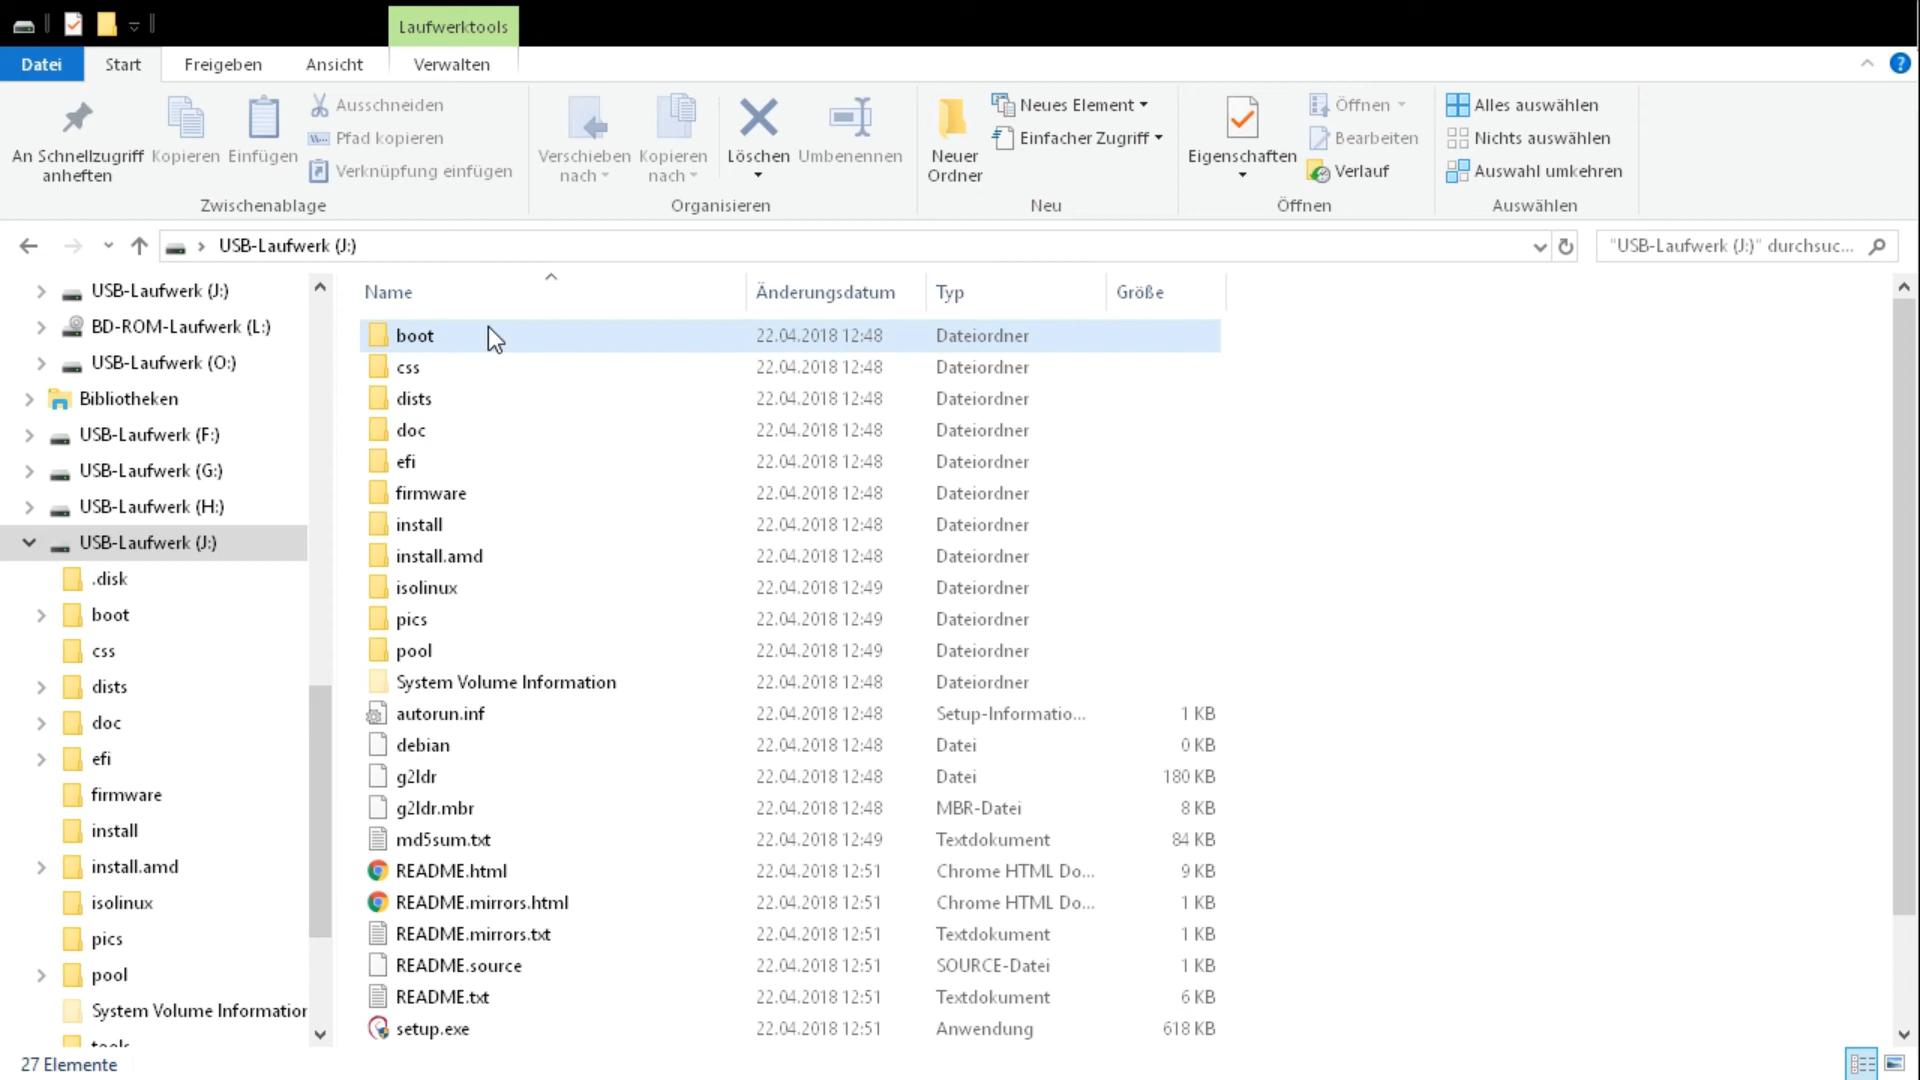 Laufwerktools
Datei Start Freigeben Ansicht Verwalten
An Schnellzugriff anheften
Kopieren
Einfügen
Ausschneiden
Pfad kopieren
Verknüpfung einfügen
Zwischenablage
Verschieben nach
Kopieren nach
Löschen
Umbenennen
Organisieren
Neuer Ordner
Neues Element
Einfacher Zugriff
Neu
Eigenschaften
Öffnen
Bearbeiten
Verlauf
Öffnen
Alles auswählen
Nichts auswählen
Auswahl umkehren
Auswählen
USB-Laufwerk (J:)
"USB-Laufwerk (J:)" durchsuc...
USB-Laufwerk (J:)
BD-ROM-Laufwerk (L:)
USB-Laufwerk (O:)
Bibliotheken
USB-Laufwerk (F:)
USB-Laufwerk (G:)
USB-Laufwerk (H:)
USB-Laufwerk (J:)
.disk
boot
css
dists
doc
efi
firmware
install
install.amd
isolinux
pics
pool
System Volume Information
tools
Name Änderungsdatum Typ Größe
boot 22.04.2018 12:48 Dateiordner
css 22.04.2018 12:48 Dateiordner
dists 22.04.2018 12:48 Dateiordner
doc 22.04.2018 12:48 Dateiordner
efi 22.04.2018 12:48 Dateiordner
firmware 22.04.2018 12:48 Dateiordner
install 22.04.2018 12:48 Dateiordner
install.amd 22.04.2018 12:48 Dateiordner
isolinux 22.04.2018 12:49 Dateiordner
pics 22.04.2018 12:49 Dateiordner
pool 22.04.2018 12:49 Dateiordner
System Volume Information 22.04.2018 12:48 Dateiordner
autorun.inf 22.04.2018 12:48 Setup-Informatio... 1 KB
debian 22.04.2018 12:48 Datei 0 KB
g2ldr 22.04.2018 12:48 Datei 180 KB
g2ldr.mbr 22.04.2018 12:48 MBR-Datei 8 KB
md5sum.txt 22.04.2018 12:49 Textdokument 84 KB
README.html 22.04.2018 12:51 Chrome HTML Do... 9 KB
README.mirrors.html 22.04.2018 12:51 Chrome HTML Do... 1 KB
README.mirrors.txt 22.04.2018 12:51 Textdokument 1 KB
README.source 22.04.2018 12:51 SOURCE-Datei 1 KB
README.txt 22.04.2018 12:51 Textdokument 6 KB
setup.exe 22.04.2018 12:51 Anwendung 618 KB
27 Elemente